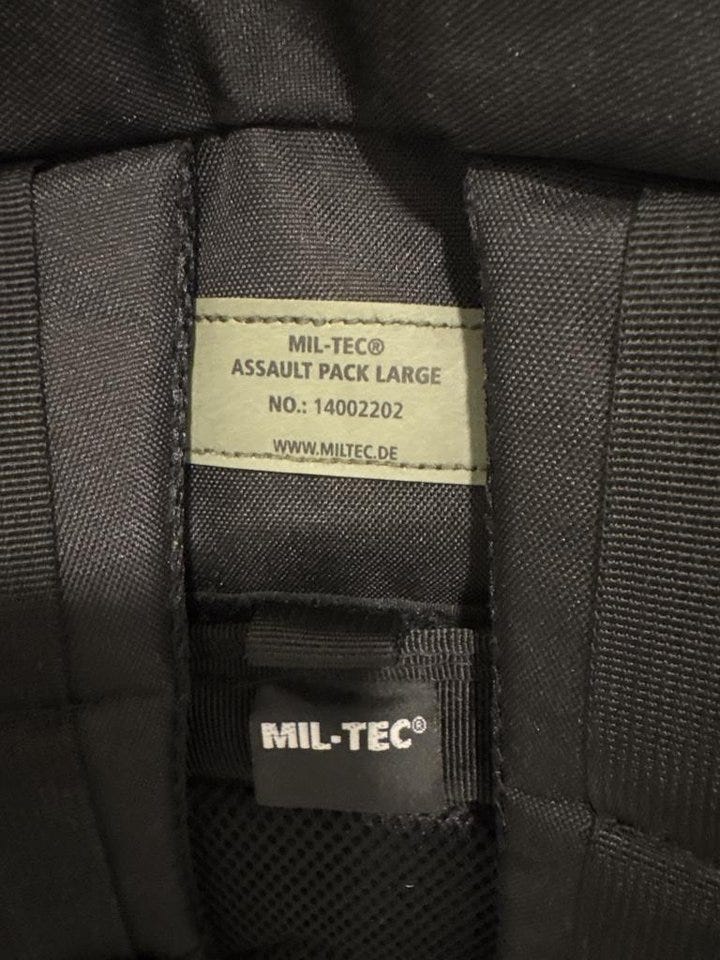 MIL-TEC®
ASSAULT PACK LARGE
NO.: 14002202
WWW.MILTEC.DE
MIL-TEC®